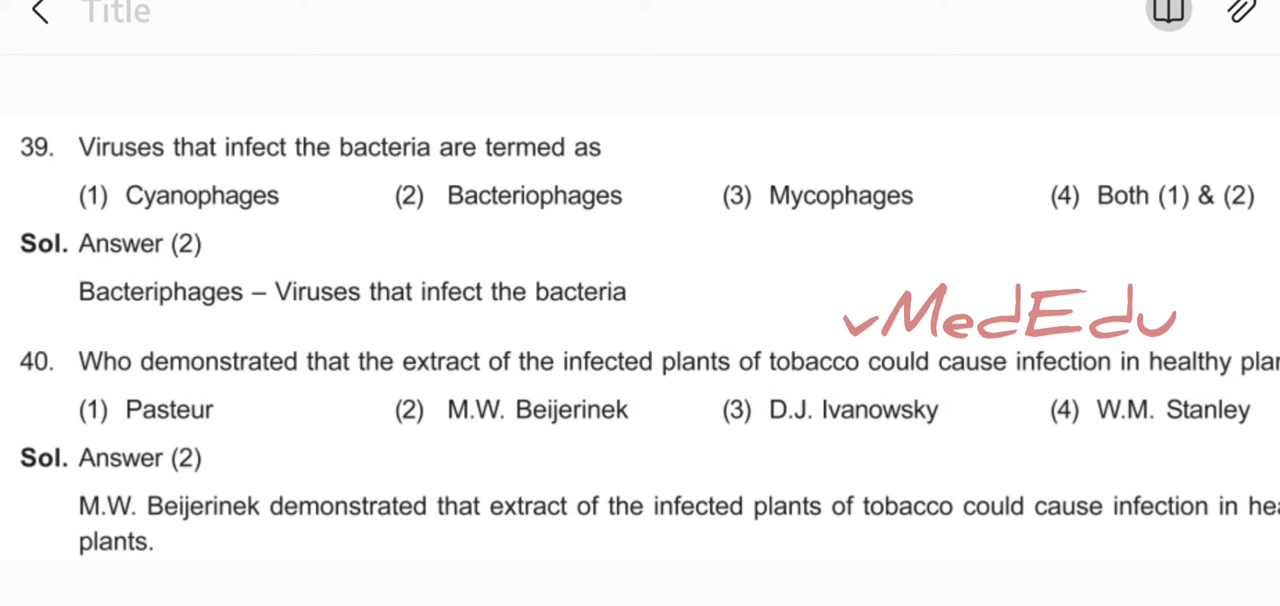 Title
39. Viruses that infect the bacteria are termed as
(1) Cyanophages (2) Bacteriophages (3) Mycophages (4) Both (1) & (2)
Sol. Answer (2)
Bacteriphages – Viruses that infect the bacteria
vMedEdu
40. Who demonstrated that the extract of the infected plants of tobacco could cause infection in healthy
(1) Pasteur (2) M.W. Beijerinek (3) D.J. Ivanowsky (4) W.M. Stanley
Sol. Answer (2)
M.W. Beijerinek demonstrated that extract of the infected plants of tobacco could cause infection in
plants.